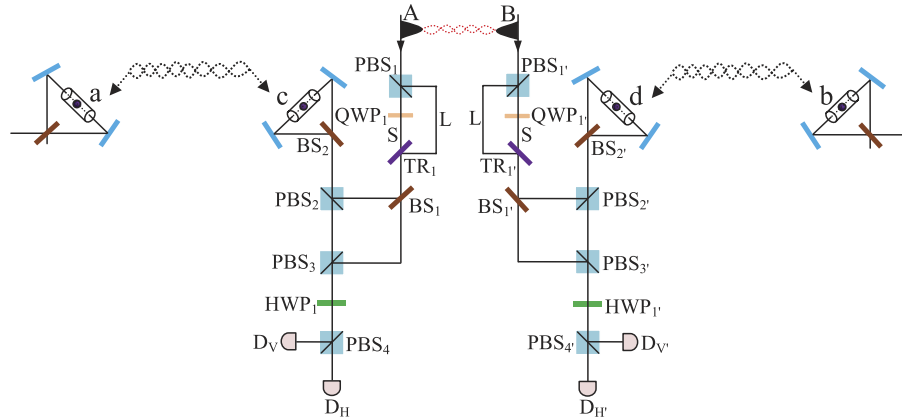 A B
PBS1 PBS1'
a c d b
QWP1 L L QWP1'
S S
BS2 TR1 TR1' BS2'
PBS2 BS1 BS1' PBS2'
PBS3 PBS3'
HWP1 HWP1'
DV PBS4 PBS4' DV'
DH DH'